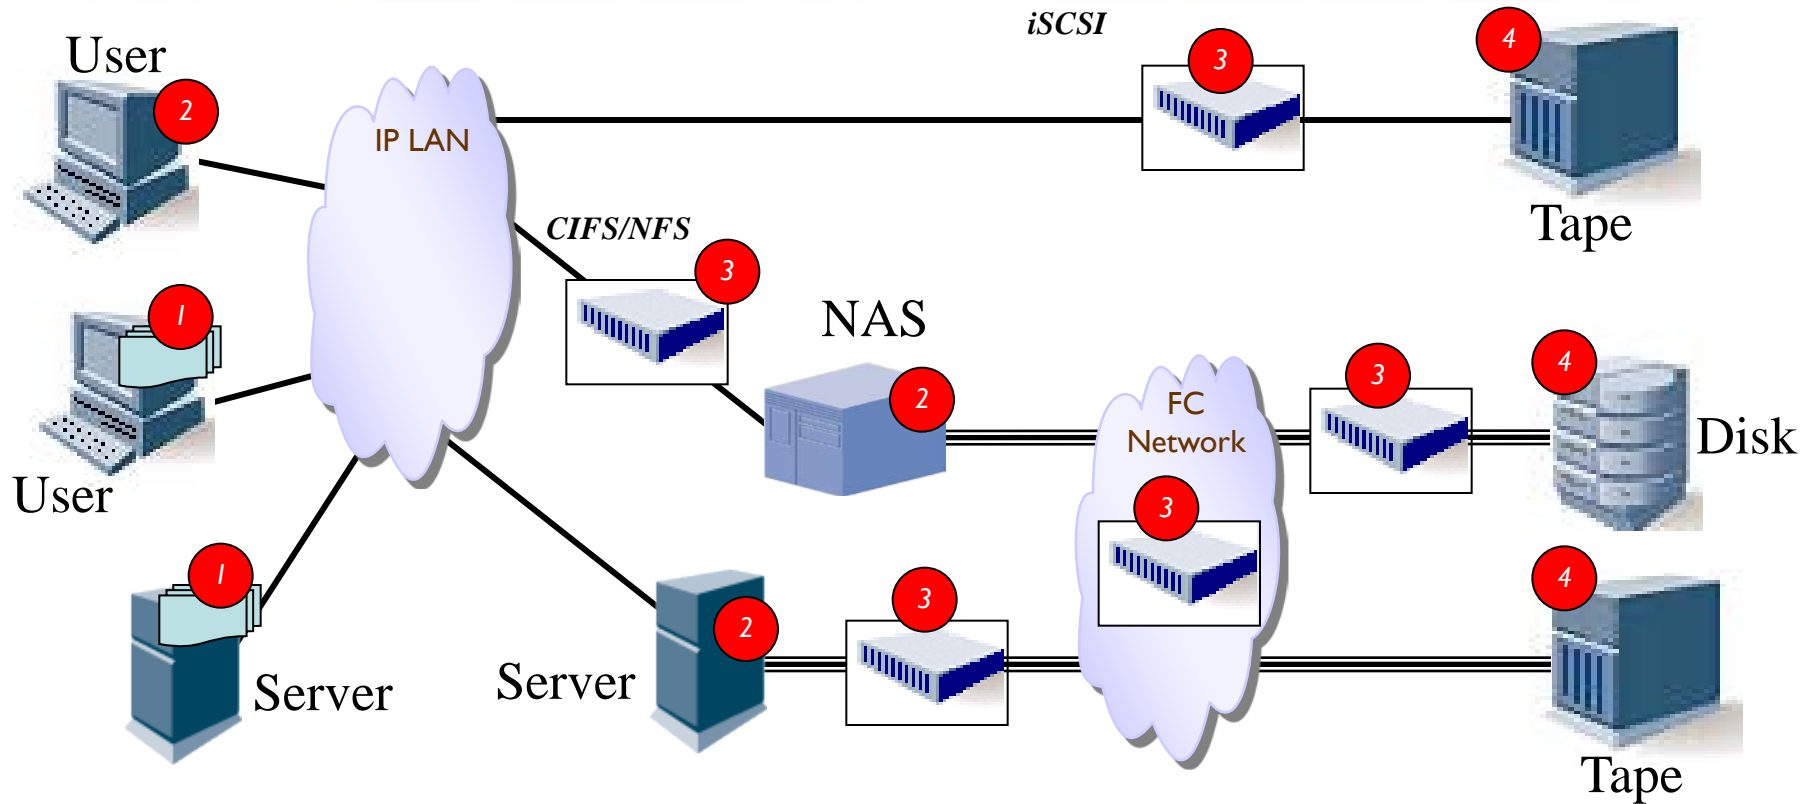 iSCSI
3
4
User
2
IP LAN
Tape
CIFS/NFS
3
1
NAS
4
3
2
FC
Network
Disk
User
3
1
4
3
2
Server
Server
Tape